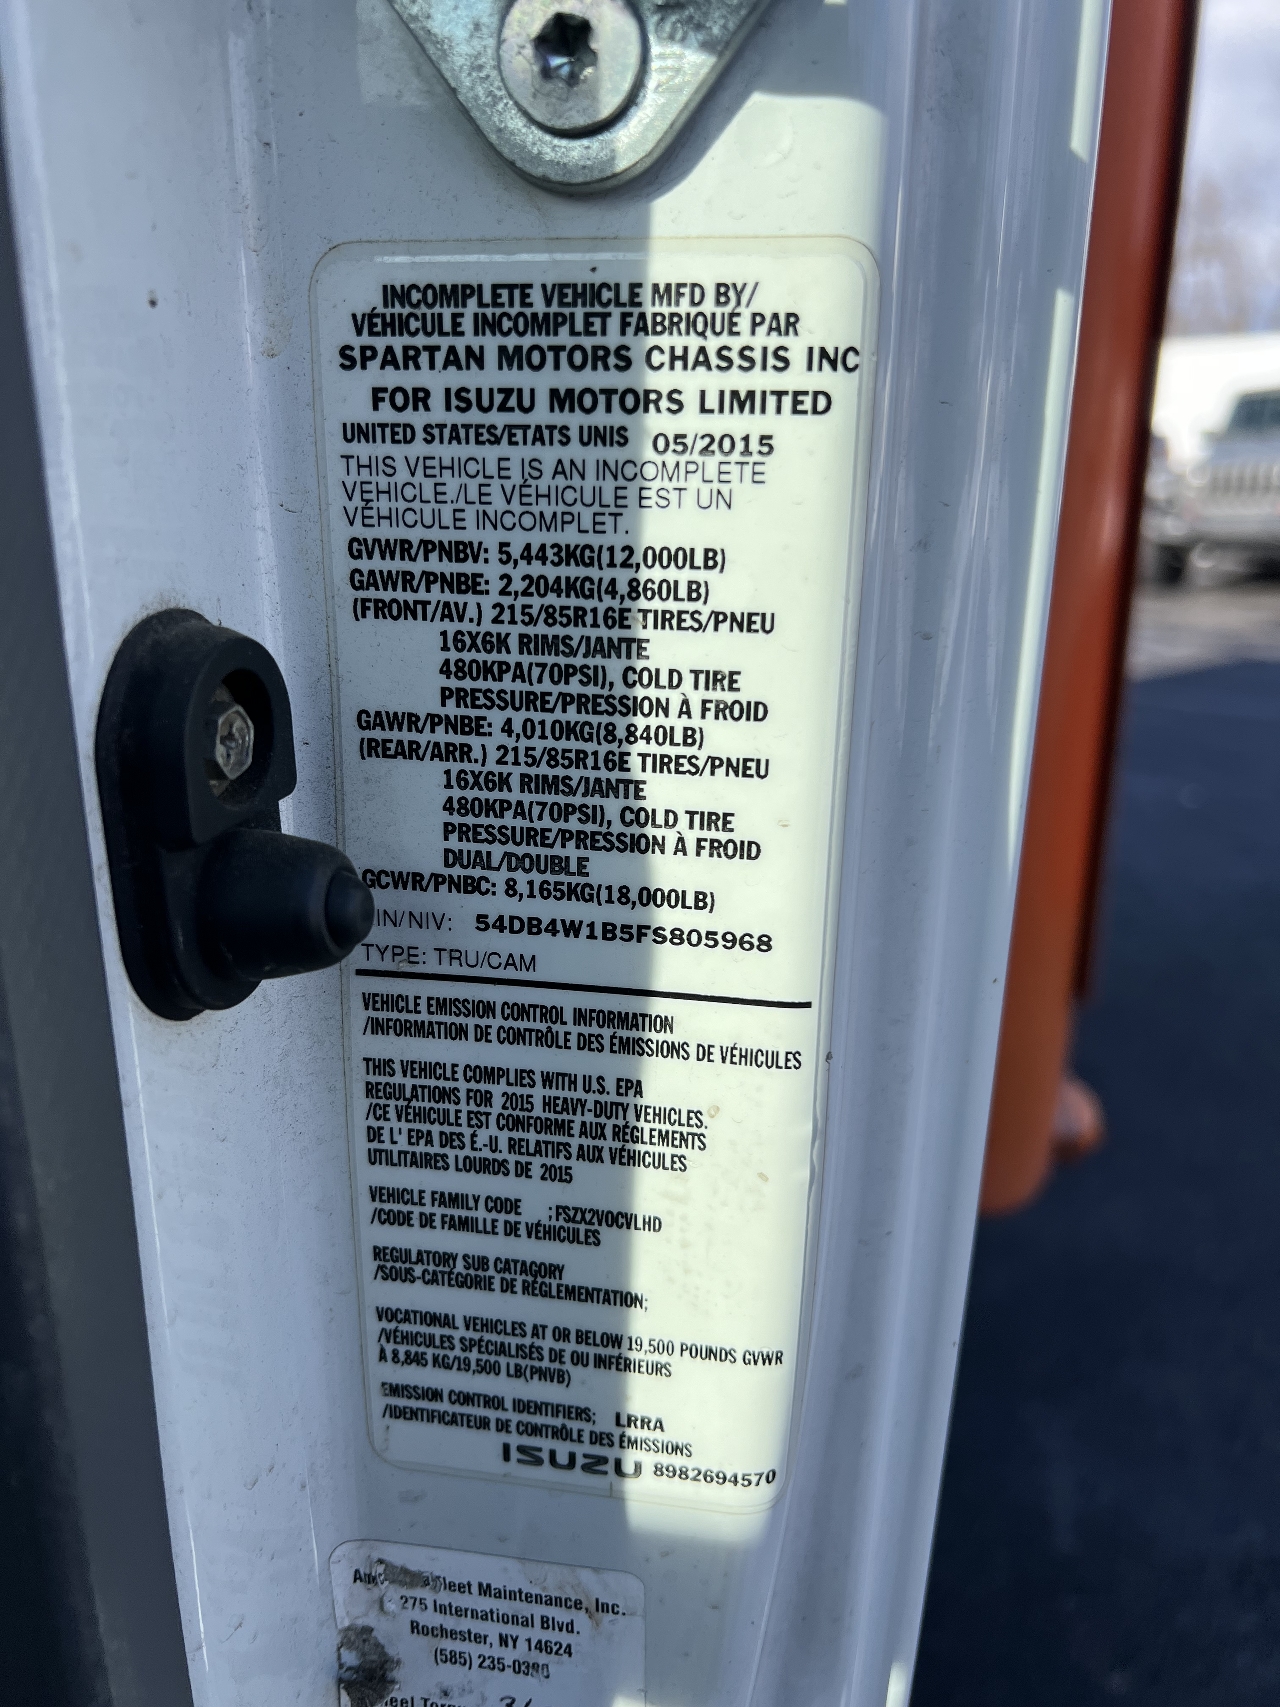 INCOMPLETE VEHICLE MFD BY/
VÉHICULE INCOMPLET FABRIQUÉ PAR
SPARTAN MOTORS CHASSIS INC
FOR ISUZU MOTORS LIMITED
UNITED STATES/ETATS UNIS 05/2015
THIS VEHICLE IS AN INCOMPLETE
VEHICLE./LE VÉHICULE EST UN
VÉHICULE INCOMPLET.
GVWR/PNBV: 5,443KG(12,000LB)
GAWR/PNBE: 2,204KG(4,860LB)
(FRONT/AV.) 215/85R16E TIRES/PNEU
16X6K RIMS/JANTE
480KPA(70PSI), COLD TIRE
PRESSURE/PRESSION À FROID
GAWR/PNBE: 4,010KG(8,840LB)
(REAR/ARR.) 215/85R16E TIRES/PNEU
16X6K RIMS/JANTE
480KPA(70PSI), COLD TIRE
PRESSURE/PRESSION À FROID
DUAL/DOUBLE
GCWR/PNBC: 8,165KG(18,000LB)
IN/NIV: 54DB4W1B5FS805968
TYPE: TRU/CAM
VEHICLE EMISSION CONTROL INFORMATION
/INFORMATION DE CONTRÔLE DES ÉMISSIONS DE VÉHICULES
THIS VEHICLE COMPLIES WITH U.S. EPA
REGULATIONS FOR 2015 HEAVY-DUTY VEHICLES.
/CE VÉHICULE EST CONFORME AUX RÉGLEMENTS
DE L' EPA DES É.-U. RELATIFS AUX VÉHICULES
UTILITAIRES LOURDS DE 2015
VEHICLE FAMILY CODE ;FSZX2VOCVLHD
/CODE DE FAMILLE DE VÉHICULES
REGULATORY SUB CATAGORY
/SOUS-CATÉGORIE DE RÉGLEMENTATION;
VOCATIONAL VEHICLES AT OR BELOW 19,500 POUNDS GVWR
/VÉHICULES SPÉCIALISÉS DE OU INFÉRIEURS
À 8,845 KG/19,500 LB(PNVB)
EMISSION CONTROL IDENTIFIERS; LRRA
/IDENTIFICATEUR DE CONTRÔLE DES ÉMISSIONS
ISUZU 8982694570
leet Maintenance, Inc.
275 International Blvd.
Rochester, NY 14624
(585)